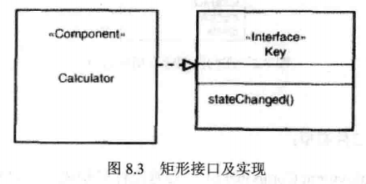 «Component»
Calculator
«Interface»
Key
stateChanged()
图 8.3 矩形接口及实现